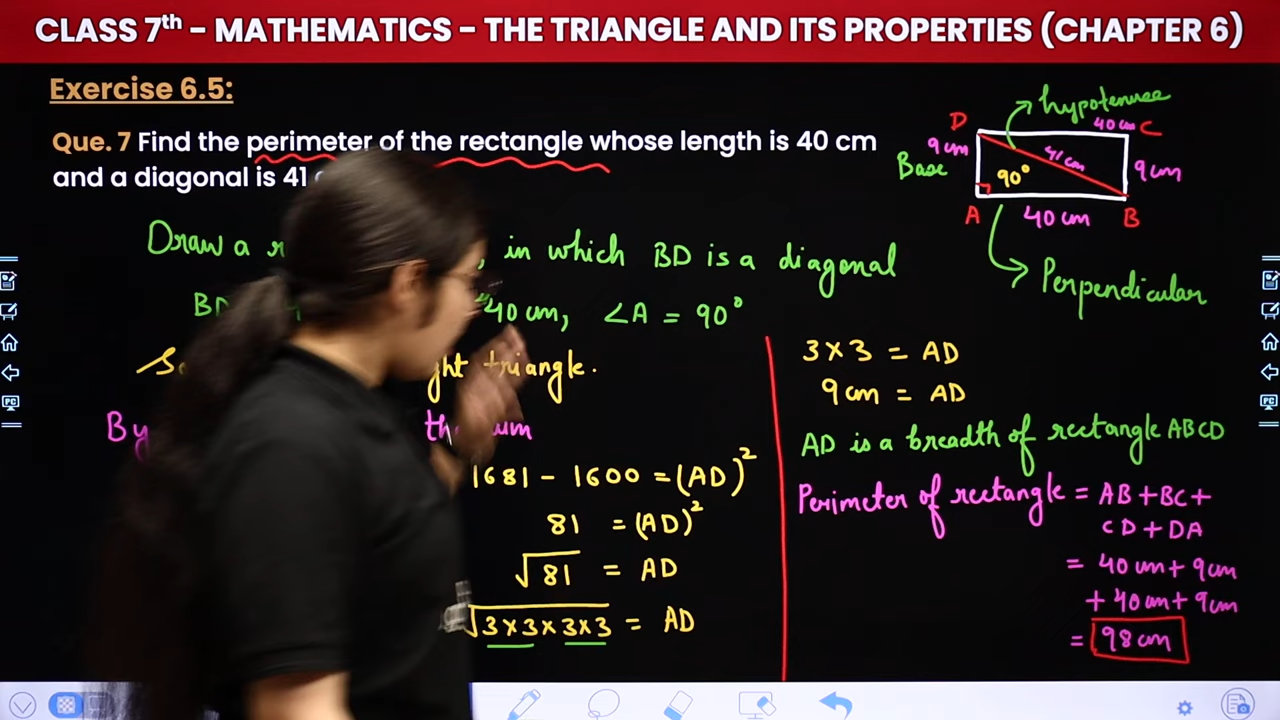 CLASS 7th - MATHEMATICS - THE TRIANGLE AND ITS PROPERTIES (CHAPTER 6)
Exercise 6.5:
Que. 7 Find the perimeter of the rectangle whose length is 40 cm
and a diagonal is 41
Draw a in which BD is a diagonal
BD 40 cm, ∠A = 90°
triangle.
By
1681 - 1600 = (AD)²
81 = (AD)²
√81 = AD
√3×3×3×3 = AD
hypotenuse
D 40 cm C
9 cm 41 cm
Base 90° 9 cm
A 40 cm B
Perpendicular
3×3 = AD
9 cm = AD
AD is a breadth of rectangle ABCD
Perimeter of rectangle = AB + BC +
CD + DA
= 40 cm + 9 cm
+ 40 cm + 9 cm
= 98 cm
PC
PC